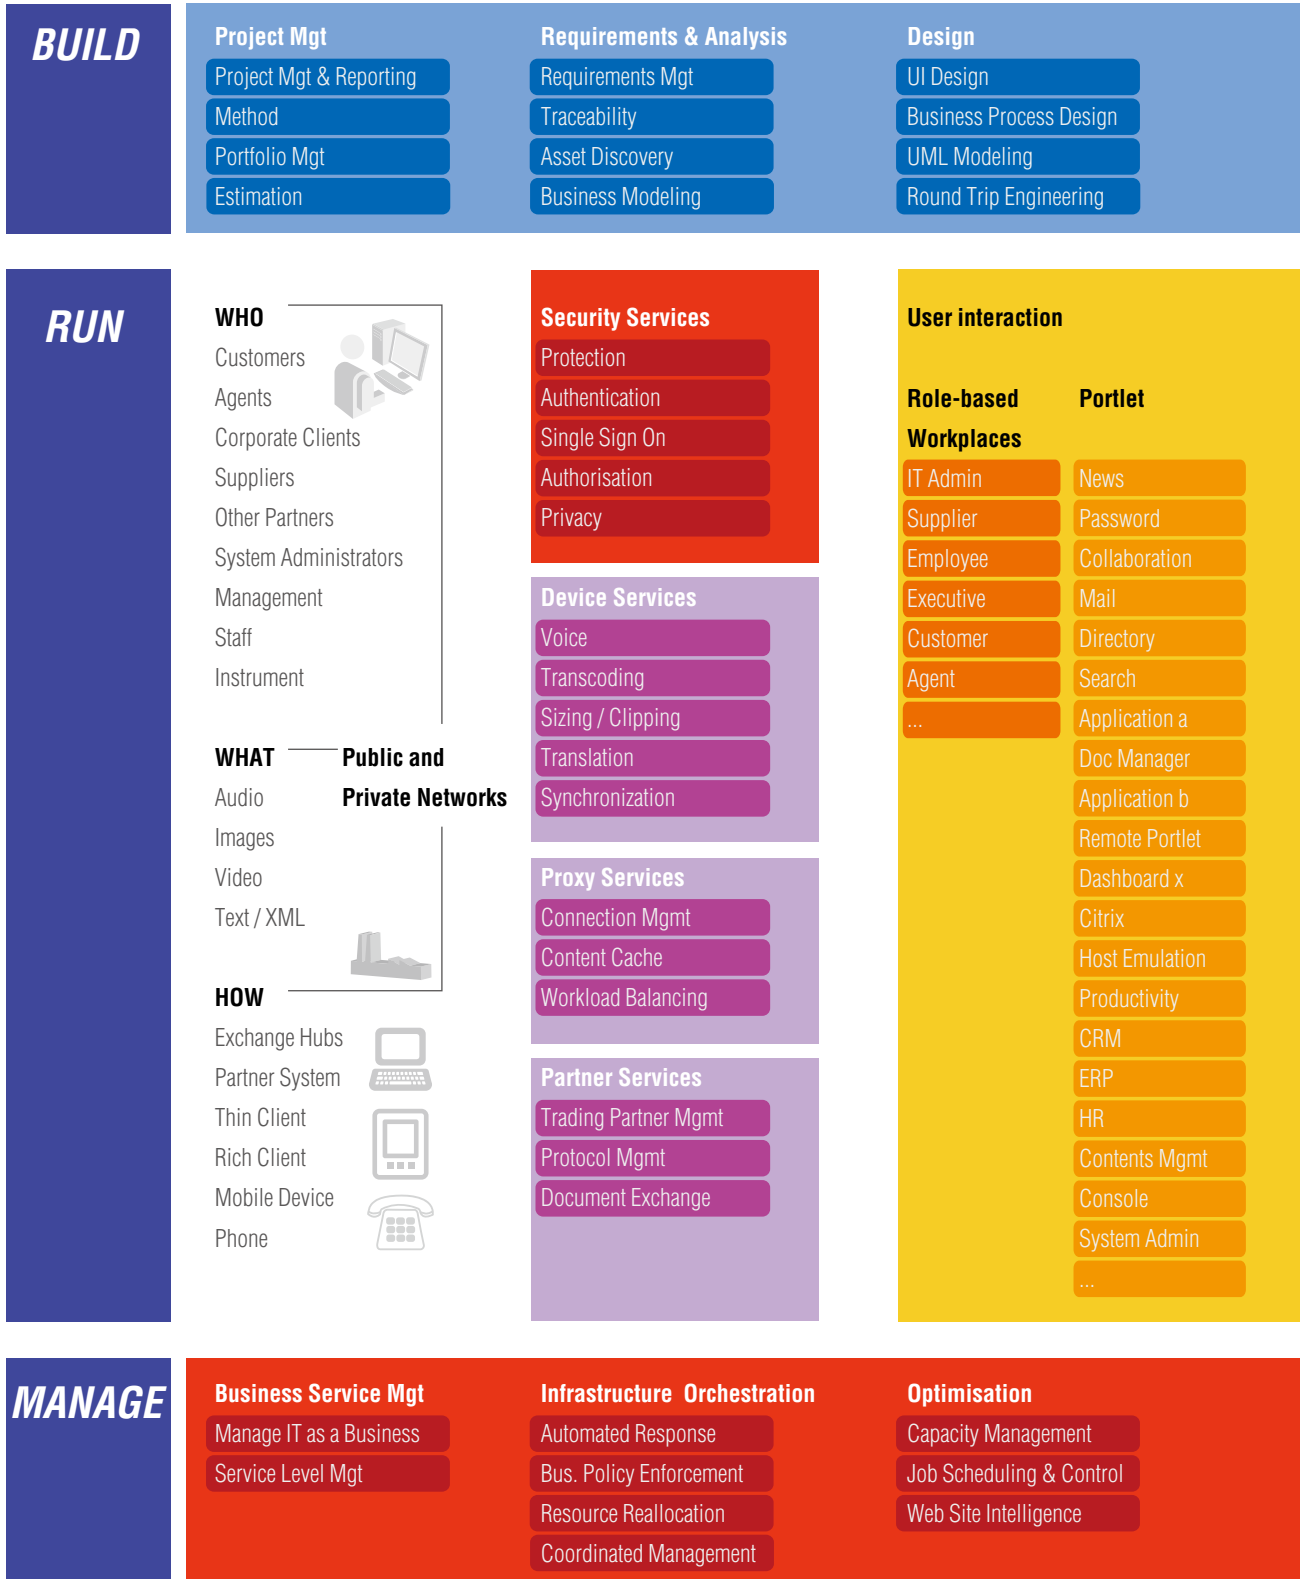 BUILD
Project Mgt
Project Mgt & Reporting
Method
Portfolio Mgt
Estimation
Requirements & Analysis
Requirements Mgt
Traceability
Asset Discovery
Business Modeling
Design
UI Design
Business Process Design
UML Modeling
Round Trip Engineering
RUN
WHO
Customers
Agents
Corporate Clients
Suppliers
Other Partners
System Administrators
Management
Staff
Instrument
WHAT
Audio
Images
Video
Text / XML
Public and
Private Networks
HOW
Exchange Hubs
Partner System
Thin Client
Rich Client
Mobile Device
Phone
Security Services
Protection
Authentication
Single Sign On
Authorisation
Privacy
Device Services
Voice
Transcoding
Sizing / Clipping
Translation
Synchronization
Proxy Services
Connection Mgmt
Content Cache
Workload Balancing
Partner Services
Trading Partner Mgmt
Protocol Mgmt
Document Exchange
User interaction
Role-based
Workplaces
IT Admin
Supplier
Employee
Executive
Customer
Agent
...
Portlet
News
Password
Collaboration
Mail
Directory
Search
Application a
Doc Manager
Application b
Remote Portlet
Dashboard x
Citrix
Host Emulation
Productivity
CRM
ERP
HR
Contents Mgmt
Console
System Admin
...
MANAGE
Business Service Mgt
Manage IT as a Business
Service Level Mgt
Infrastructure Orchestration
Automated Response
Bus. Policy Enforcement
Resource Reallocation
Coordinated Management
Optimisation
Capacity Management
Job Scheduling & Control
Web Site Intelligence